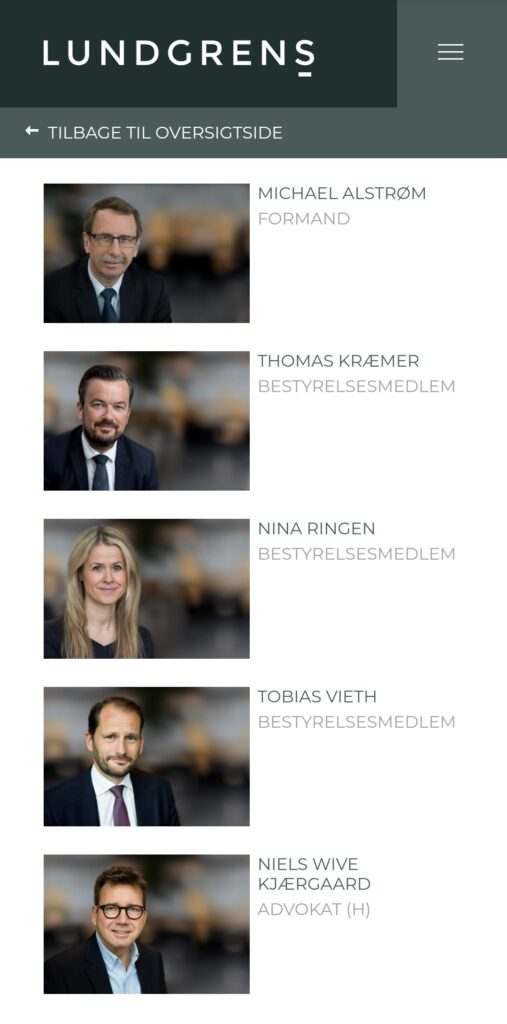 LUNDGRENS
TILBAGE TIL OVERSIGTSIDE
MICHAEL ALSTRØM
FORMAND
THOMAS KRÆMER
BESTYRELSESMEDLEM
NINA RINGEN
BESTYRELSESMEDLEM
TOBIAS VIETH
BESTYRELSESMEDLEM
NIELS WIVE
KJÆRGAARD
ADVOKAT (H)